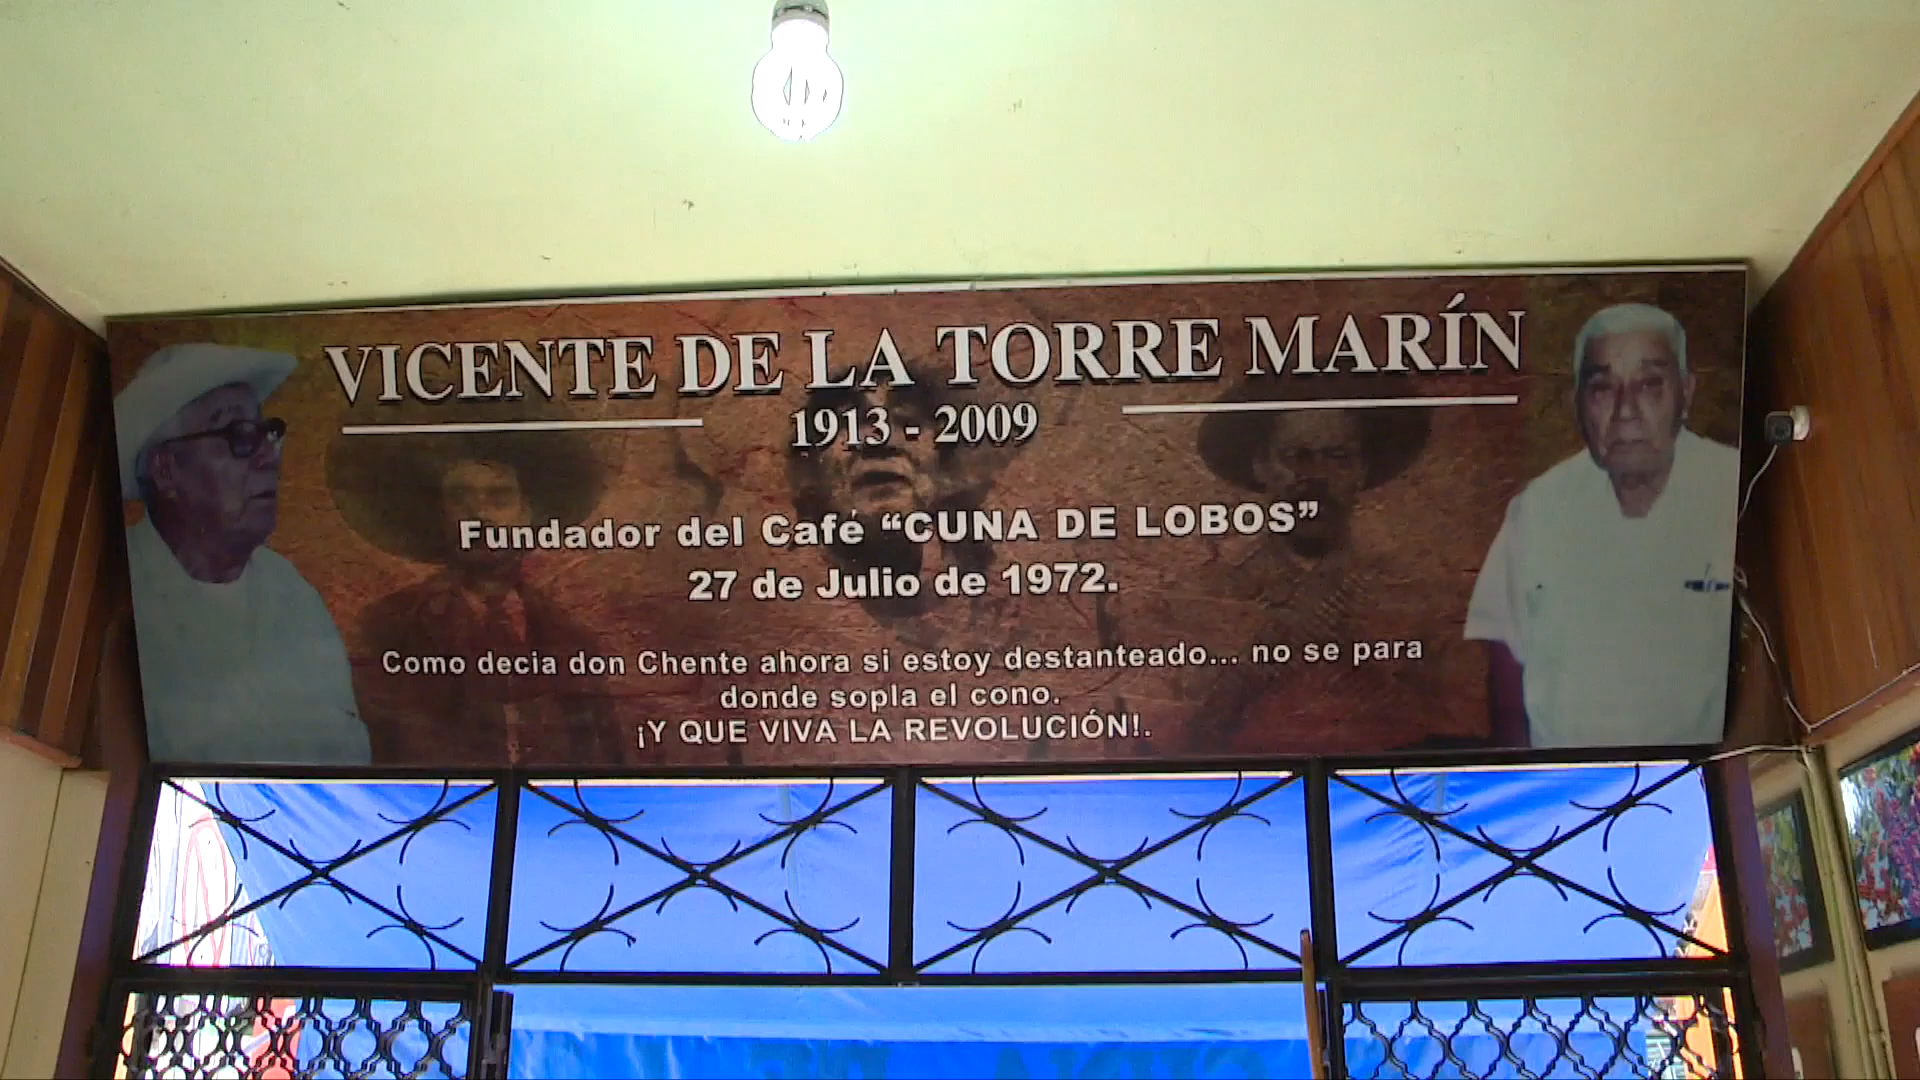 VICENTE DE LA TORRE MARÍN
1913 - 2009
Fundador del Café “CUNA DE LOBOS”
27 de Julio de 1972.
Como decia don Chente ahora si estoy destanteado... no se para
donde sopla el cono.
¡Y QUE VIVA LA REVOLUCIÓN!.